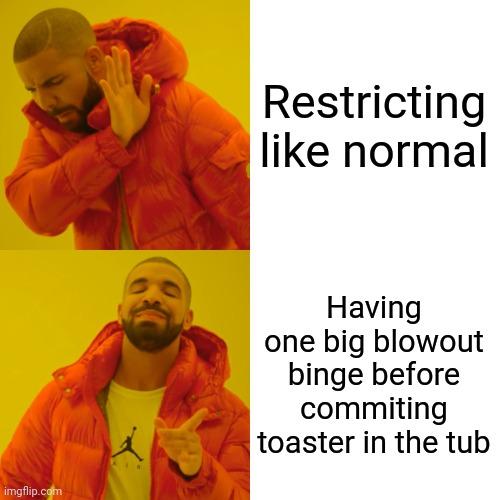 Restricting
like normal
Having
one big blowout
binge before
commiting
toaster in the tub
imgflip.com